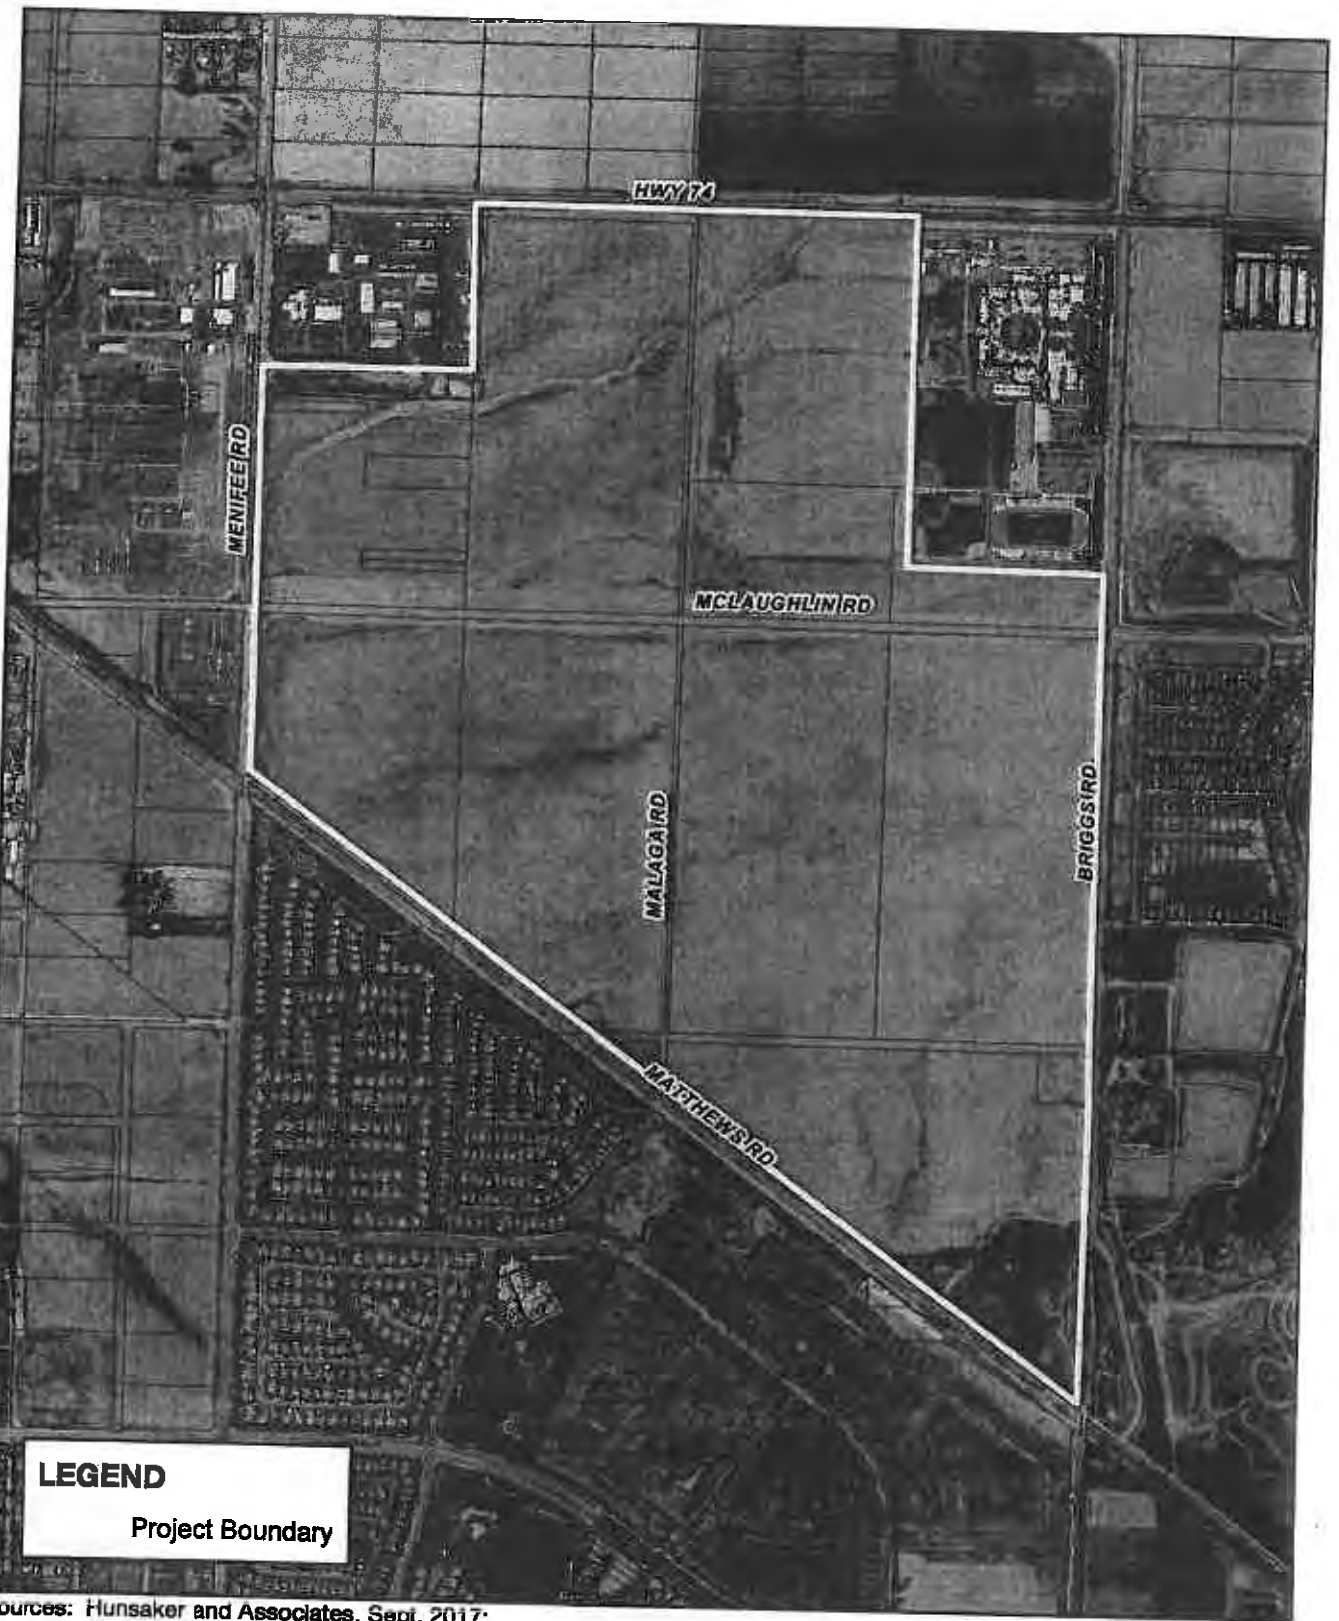 HWY 74
MENIFEE RD
MCLAUGHLIN RD
MALAGA RD
BRIGGS RD
MATTHEWS RD
LEGEND
Project Boundary
ources: Hunsaker and Associates, Sept. 2017;